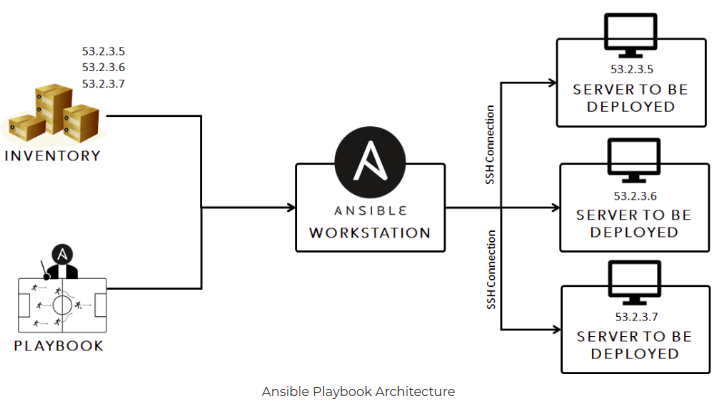 53.2.3.5
53.2.3.6
53.2.3.7
INVENTORY
PLAYBOOK
ANSIBLE
WORKSTATION
SSH Connection
SSH Connection
53.2.3.5
SERVER TO BE
DEPLOYED
53.2.3.6
SERVER TO BE
DEPLOYED
53.2.3.7
SERVER TO BE
DEPLOYED
Ansible Playbook Architecture